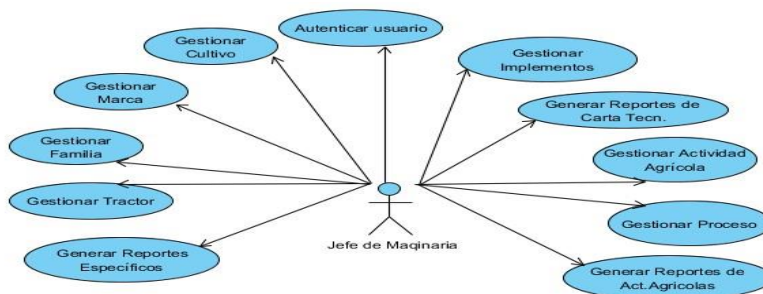 Autenticar usuario
Gestionar
Cultivo
Gestionar
Implementos
Gestionar
Marca
Generar Reportes de
Carta Tecn.
Gestionar
Familia
Gestionar Actividad
Agrícola
Gestionar Tractor
Gestionar Proceso
Generar Reportes
Específicos
Jefe de Maqinaria
Generar Reportes de
Act.Agricolas